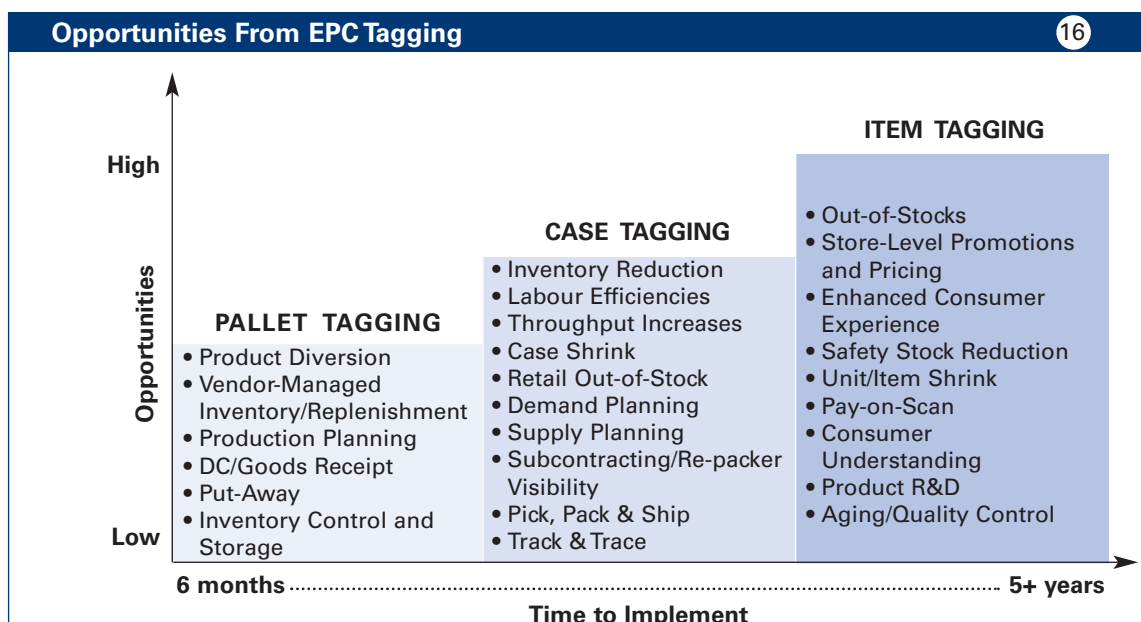 Opportunities From EPC Tagging
16
ITEM TAGGING
High
• Out-of-Stocks
• Store-Level Promotions
and Pricing
• Enhanced Consumer
Experience
• Safety Stock Reduction
• Unit/Item Shrink
• Pay-on-Scan
• Consumer
Understanding
• Product R&D
• Aging/Quality Control
CASE TAGGING
• Inventory Reduction
• Labour Efficiencies
• Throughput Increases
• Case Shrink
• Retail Out-of-Stock
• Demand Planning
• Supply Planning
• Subcontracting/Re-packer
Visibility
• Pick, Pack & Ship
• Track & Trace
PALLET TAGGING
• Product Diversion
• Vendor-Managed
Inventory/Replenishment
• Production Planning
• DC/Goods Receipt
• Put-Away
• Inventory Control and
Storage
Opportunities
Low
6 months
5+ years
Time to Implement